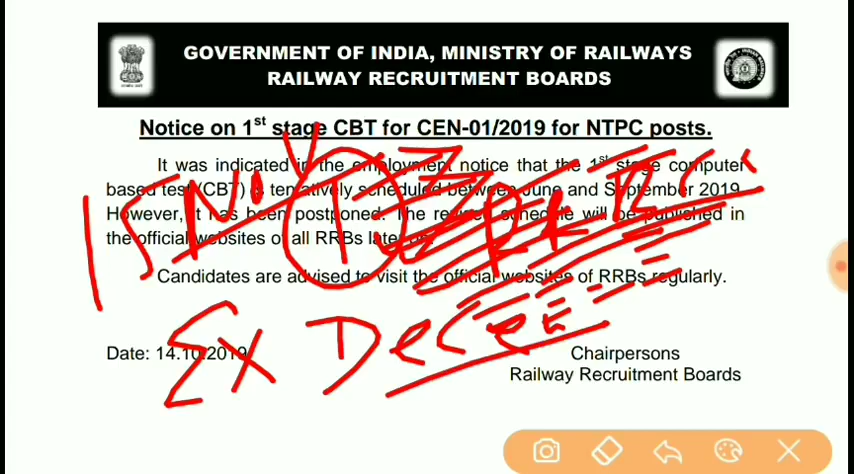 GOVERNMENT OF INDIA, MINISTRY OF RAILWAYS
RAILWAY RECRUITMENT BOARDS
Notice on 1st stage CBT for CEN-01/2019 for NTPC posts.
It was indicated in the employment notice that the 1st stage computer
based test (CBT) is tentatively scheduled between June and September 2019.
However, it has been postponed. The revised schedule will be published in
the official websites of all RRBs later on.
Candidates are advised to visit the official websites of RRBs regularly.
Date: 14.10.2019
Chairpersons
Railway Recruitment Boards
15 Nov
Ex Dec